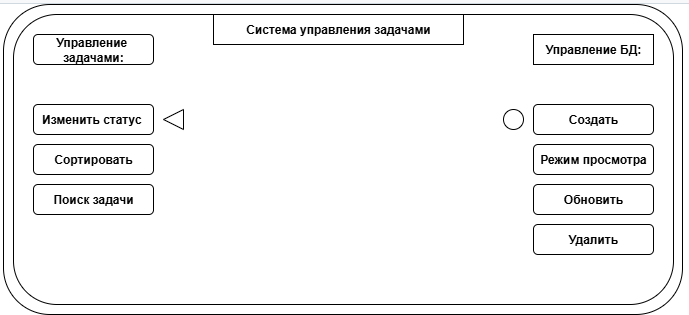 Система управления задачами
Управление
задачами:
Управление БД:
Изменить статус
Создать
Сортировать
Режим просмотра
Поиск задачи
Обновить
Удалить